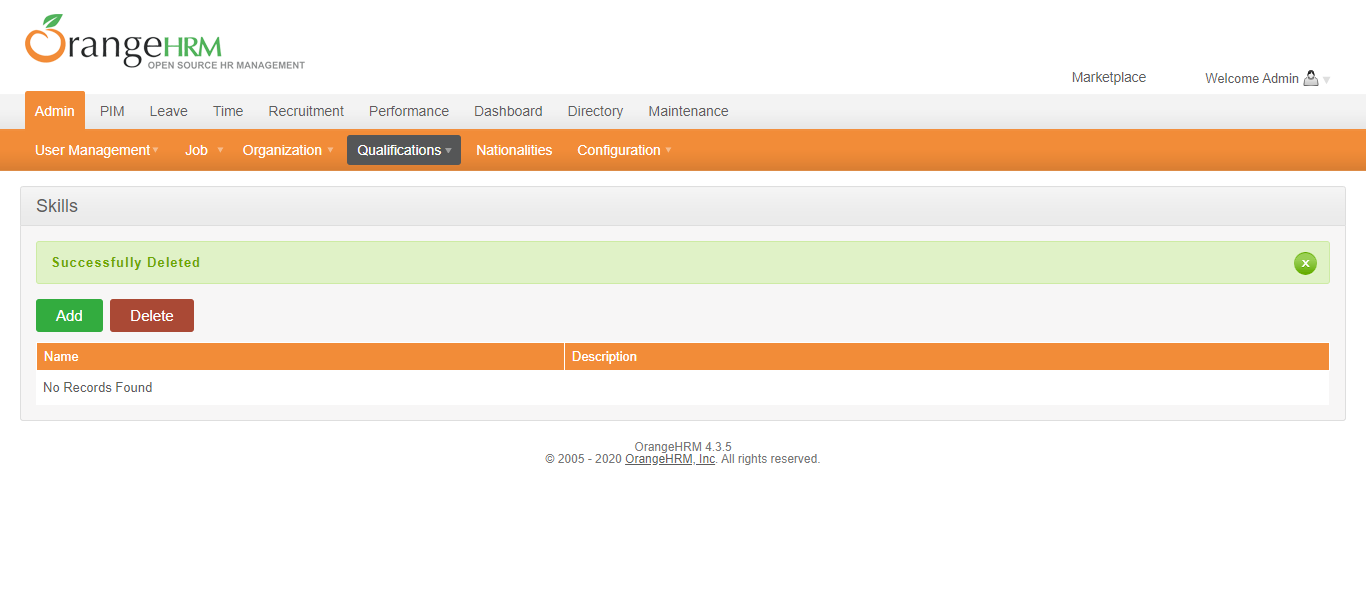 OrangeHRM
OPEN SOURCE HR MANAGEMENT
Marketplace Welcome Admin
Admin PIM Leave Time Recruitment Performance Dashboard Directory Maintenance
User Management Job Organization Qualifications Nationalities Configuration
Skills
Successfully Deleted x
Add Delete
Name Description
No Records Found
OrangeHRM 4.3.5
© 2005 - 2020 OrangeHRM, Inc. All rights reserved.